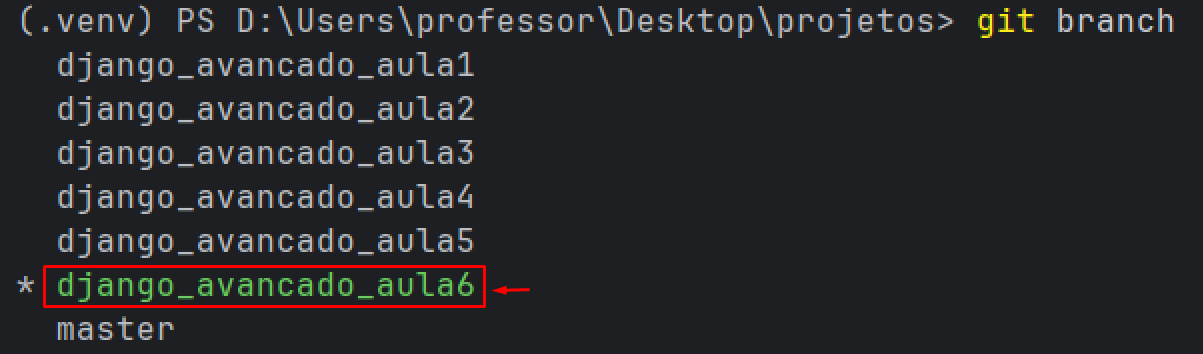 (.venv) PS D:\Users\professor\Desktop\projetos> git branch
django_avancado_aula1
django_avancado_aula2
django_avancado_aula3
django_avancado_aula4
django_avancado_aula5
* django_avancado_aula6
master